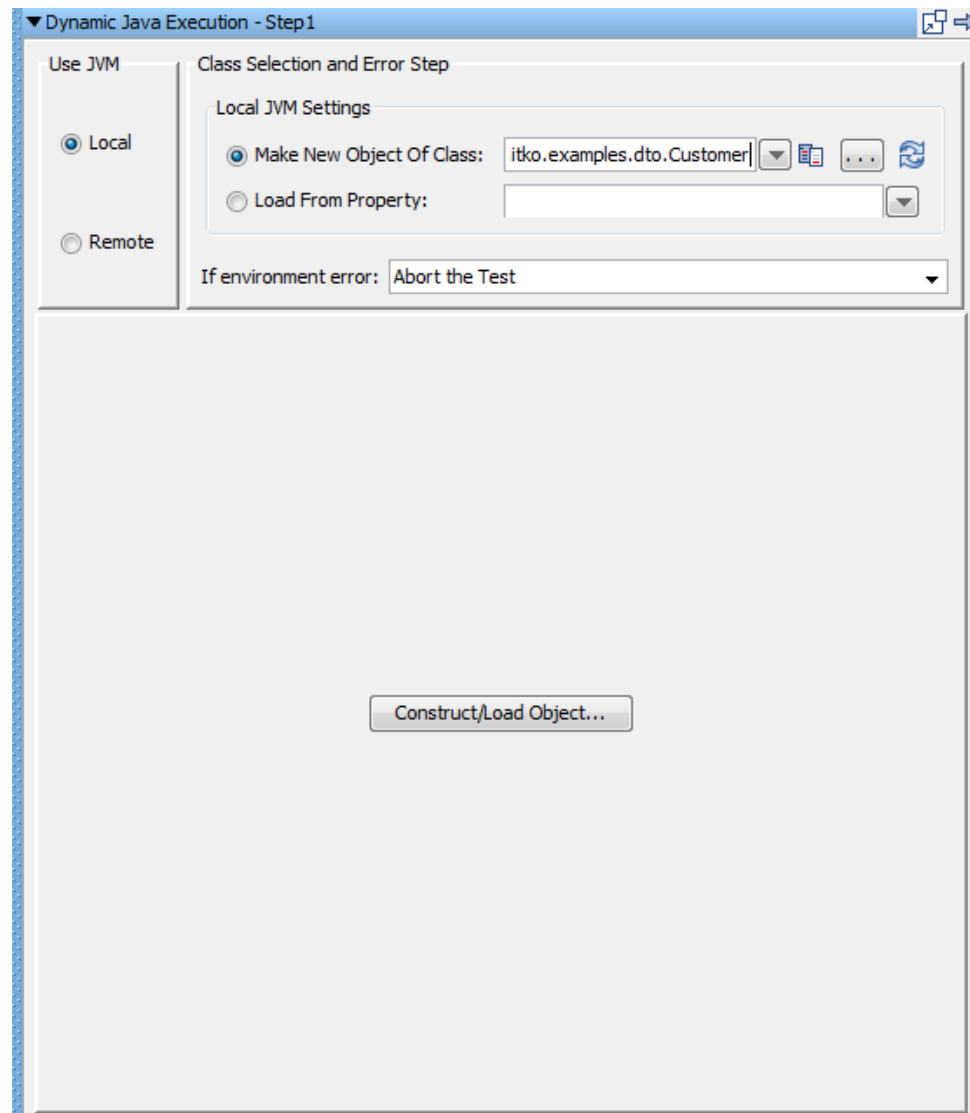 Dynamic Java Execution - Step1
Use JVM
Class Selection and Error Step
Local JVM Settings
Local
Make New Object Of Class: itko.examples.dto.Customer ...
Load From Property:
Remote
If environment error: Abort the Test
Construct/Load Object...